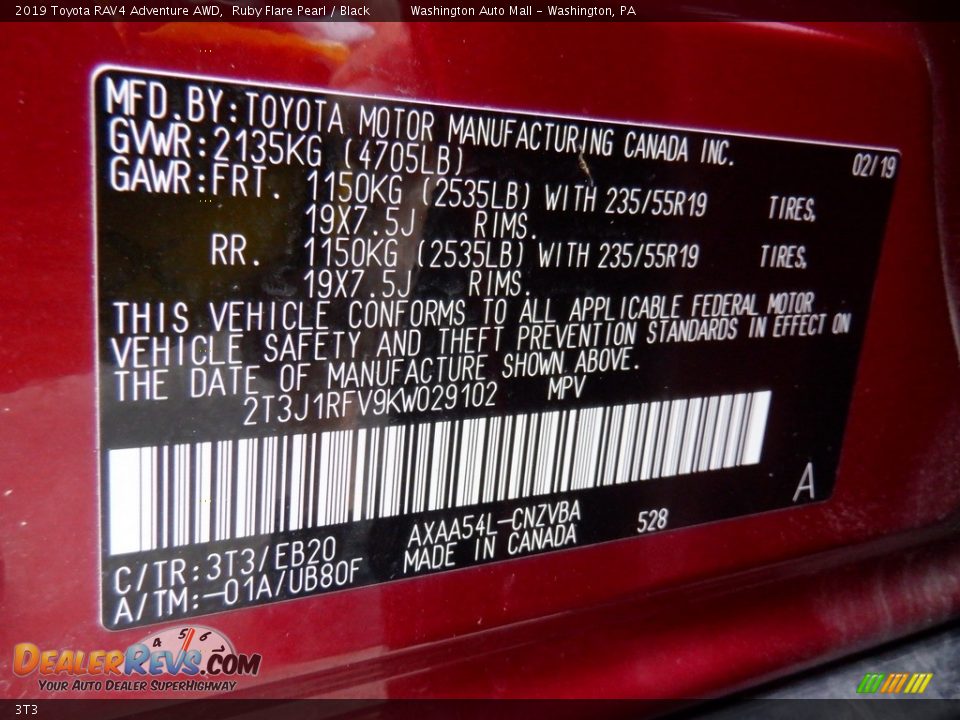 2019 Toyota RAV4 Adventure AWD, Ruby Flare Pearl / Black Washington Auto Mall - Washington, PA
MFD.BY:TOYOTA MOTOR MANUFACTURING CANADA INC.
GVWR:2135KG (4705LB) 02/19
GAWR:FRT. 1150KG (2535LB) WITH 235/55R19 TIRES,
19X7.5J RIMS.
RR. 1150KG (2535LB) WITH 235/55R19 TIRES,
19X7.5J RIMS.
THIS VEHICLE CONFORMS TO ALL APPLICABLE FEDERAL MOTOR
VEHICLE SAFETY AND THEFT PREVENTION STANDARDS IN EFFECT ON
THE DATE OF MANUFACTURE SHOWN ABOVE.
2T3J1RFV9KW029102 MPV
A
C/TR:3T3/EB20 AXAA54L-CNZVBA 528
A/TM:-01A/UB80F MADE IN CANADA
4 5 6
DEALERREVS.COM
YOUR AUTO DEALER SUPERHIGHWAY
3T3